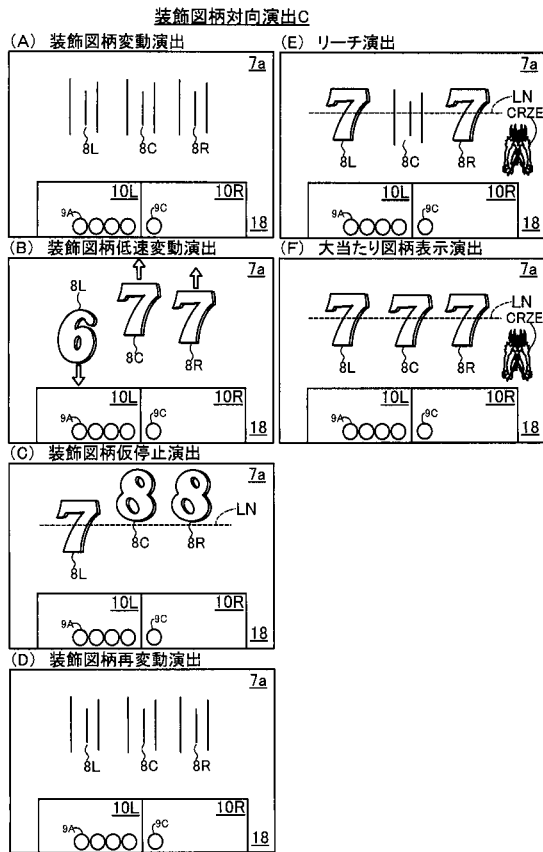 装飾図柄対向演出C
(A) 装飾図柄変動演出
7a
8L 8C 8R
10L 10R
9A 9C
18
(B) 装飾図柄低速変動演出
8L 7a
6 7 7
8C 8R
10L 10R
9A 9C
18
(C) 装飾図柄仮停止演出
7a
8 8 LN
7
8C 8R
8L
10L 10R
9A 9C
18
(D) 装飾図柄再変動演出
7a
8L 8C 8R
10L 10R
9A 9C
18
(E) リーチ演出
7a
LN
7 7 CRZE
8L 8C 8R
10L 10R
9A 9C
18
(F) 大当たり図柄表示演出
7a
LN
7 7 7 CRZE
8L 8C 8R
10L 10R
9A 9C
18